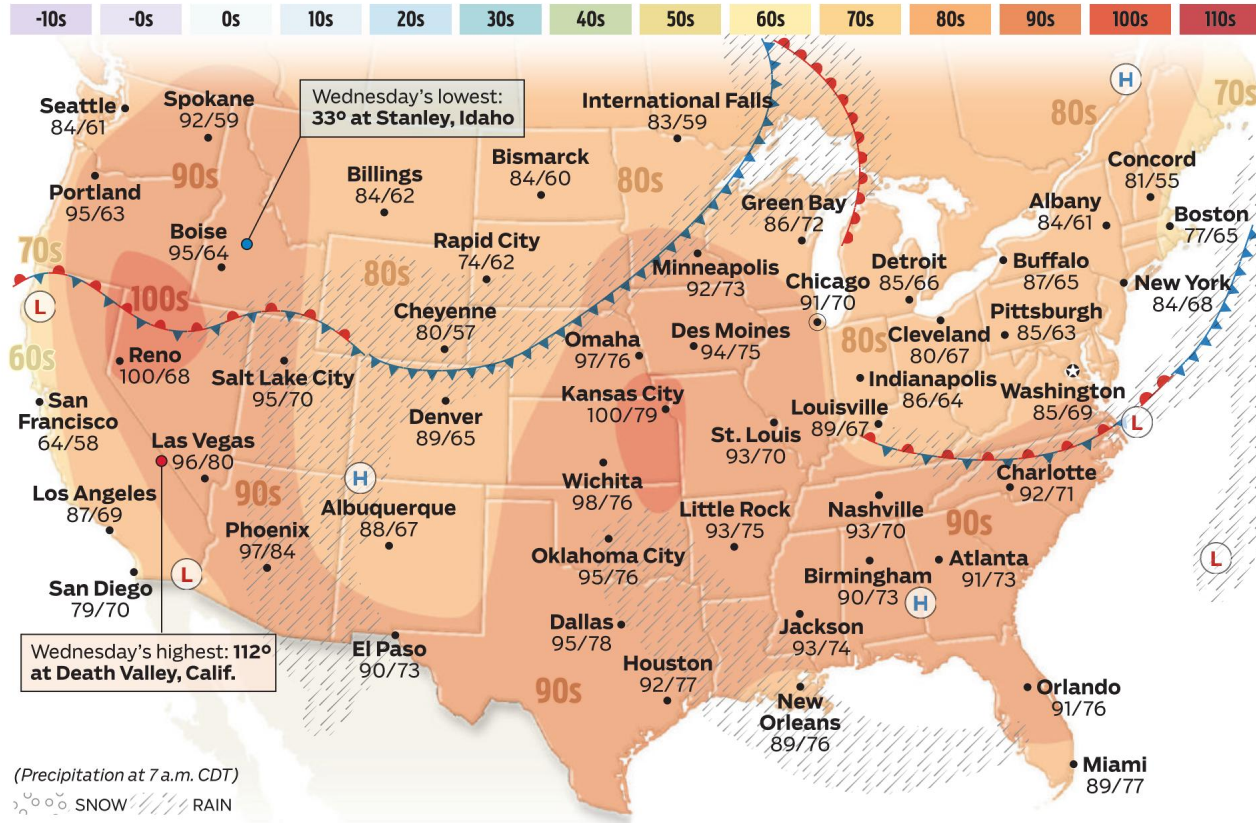 -10s -0s 0s 10s 20s 30s 40s 50s 60s 70s 80s 90s 100s 110s
H
70s
80s
Seattle
84/61
Spokane
92/59
Wednesday's lowest:
33º at Stanley, Idaho
International Falls
83/59
Concord
81/55
90s
Portland
95/63
Billings
84/62
Bismarck
84/60
80s
Green Bay
86/72
Albany
84/61
Boston
77/65
Boise
95/64
Rapid City
74/62
70s
80s
Minneapolis
92/73
Chicago
91/70
Detroit
85/66
Buffalo
87/65
New York
84/68
L
100s
Cheyenne
80/57
Omaha
97/76
Des Moines
94/75
80s
Cleveland
80/67
Pittsburgh
85/63
60s
Reno
100/68
Salt Lake City
95/70
Kansas City
100/79
Indianapolis
86/64
Washington
85/69
San
Francisco
64/58
Denver
89/65
St. Louis
93/70
Louisville
89/67
L
Las Vegas
96/80
H
Wichita
98/76
Charlotte
92/71
Los Angeles
87/69
90s
Albuquerque
88/67
Little Rock
93/75
Nashville
93/70
90s
Phoenix
97/84
Oklahoma City
95/76
Birmingham
90/73
Atlanta
91/73
L
San Diego
79/70
L
H
Wednesday's highest: 112º
at Death Valley, Calif.
El Paso
90/73
Dallas
95/78
Jackson
93/74
Houston
92/77
90s
New
Orleans
89/76
Orlando
91/76
Miami
89/77
(Precipitation at 7 a.m. CDT)
SNOW RAIN